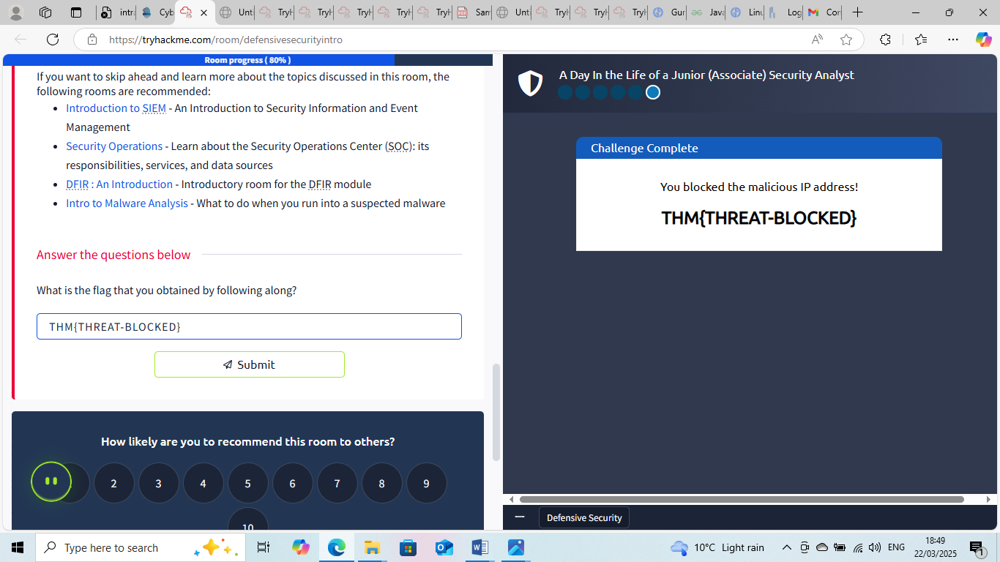 intr
Cyb
Unti
TryH
TryH
TryH
TryH
TryH
Sam
Unti
TryH
TryH
TryH
Gur
Java
Linu
Log
Cor
https://tryhackme.com/room/defensivesecurityintro
Room progress ( 80% )
If you want to skip ahead and learn more about the topics discussed in this room, the
following rooms are recommended:
• Introduction to SIEM - An Introduction to Security Information and Event
Management
• Security Operations - Learn about the Security Operations Center (SOC): its
responsibilities, services, and data sources
• DFIR : An Introduction - Introductory room for the DFIR module
• Intro to Malware Analysis - What to do when you run into a suspected malware
Answer the questions below
What is the flag that you obtained by following along?
THM{THREAT-BLOCKED}
Submit
How likely are you to recommend this room to others?
2 3 4 5 6 7 8 9
10
A Day In the Life of a Junior (Associate) Security Analyst
Challenge Complete
You blocked the malicious IP address!
THM{THREAT-BLOCKED}
Defensive Security
Type here to search
10°C Light rain
ENG
18:49
22/03/2025
1